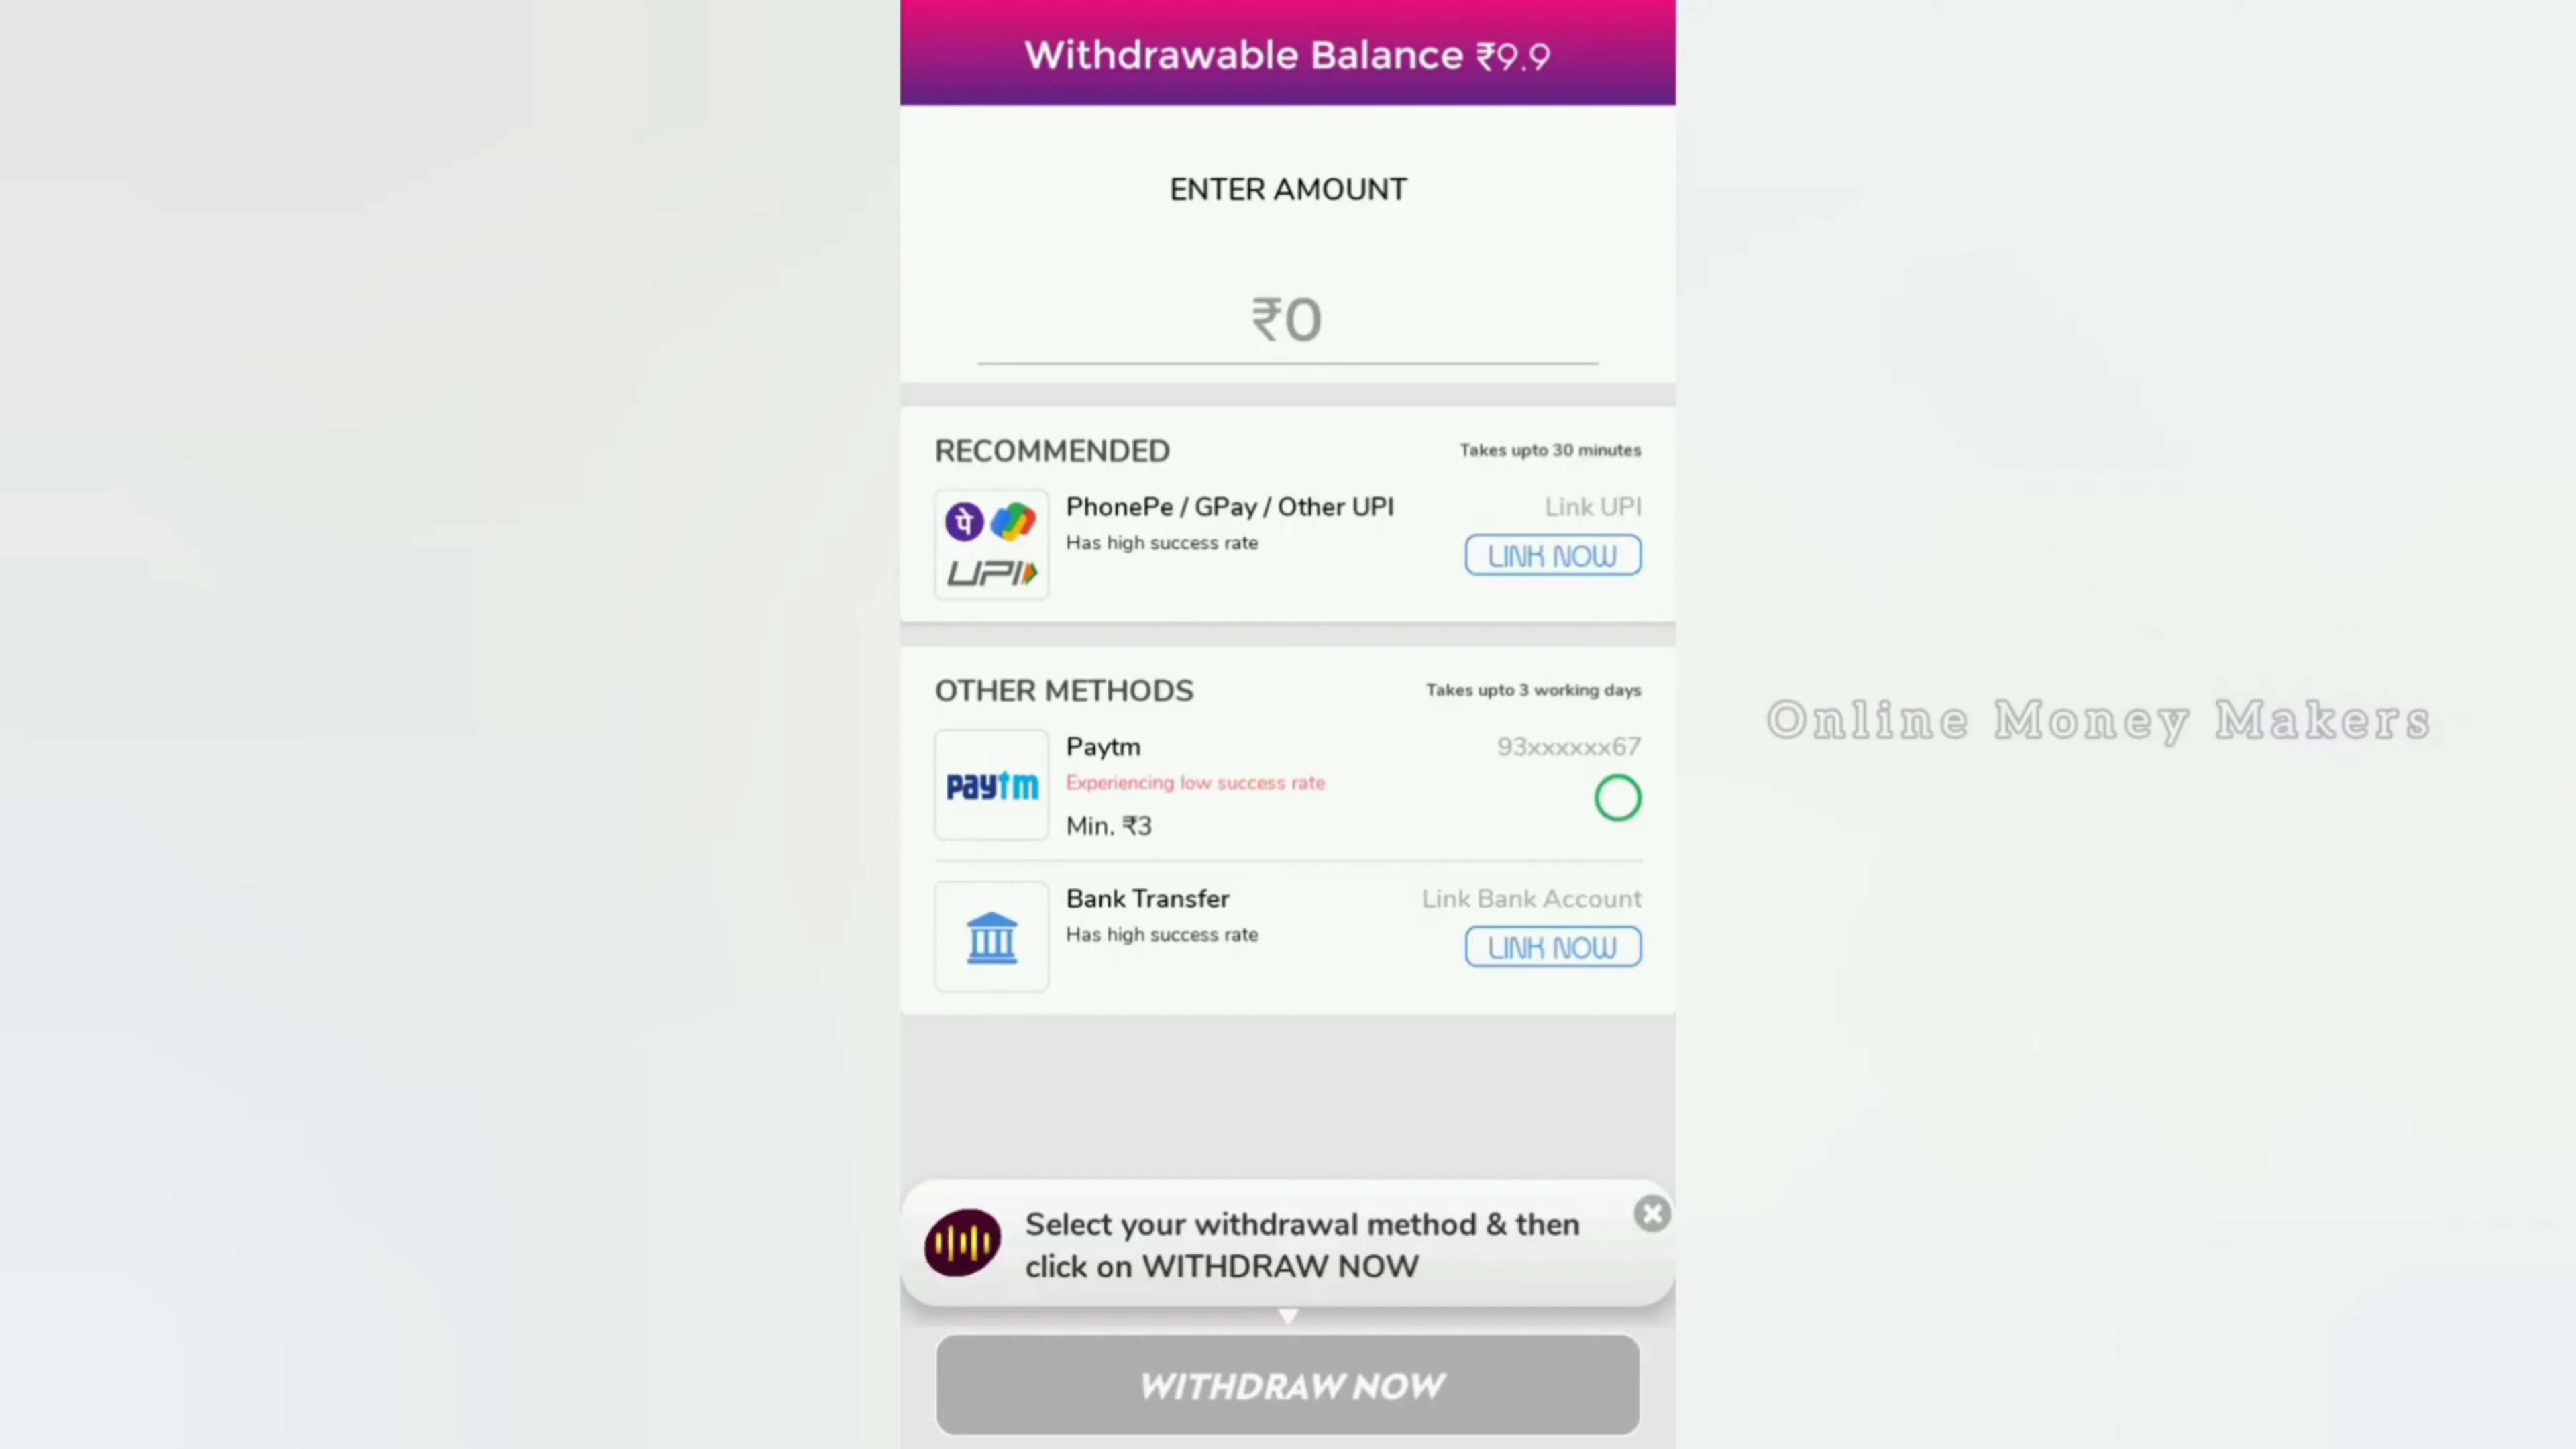 Withdrawable Balance ₹9.9
ENTER AMOUNT
₹0
RECOMMENDED
Takes upto 30 minutes
पे
UPI
PhonePe / GPay / Other UPI
Has high success rate
Link UPI
LINK NOW
OTHER METHODS
Takes upto 3 working days
paytm
Paytm
Experiencing low success rate
Min. ₹3
93xxxxxx67
Bank Transfer
Has high success rate
Link Bank Account
LINK NOW
Online Money Makers
Select your withdrawal method & then
click on WITHDRAW NOW
WITHDRAW NOW